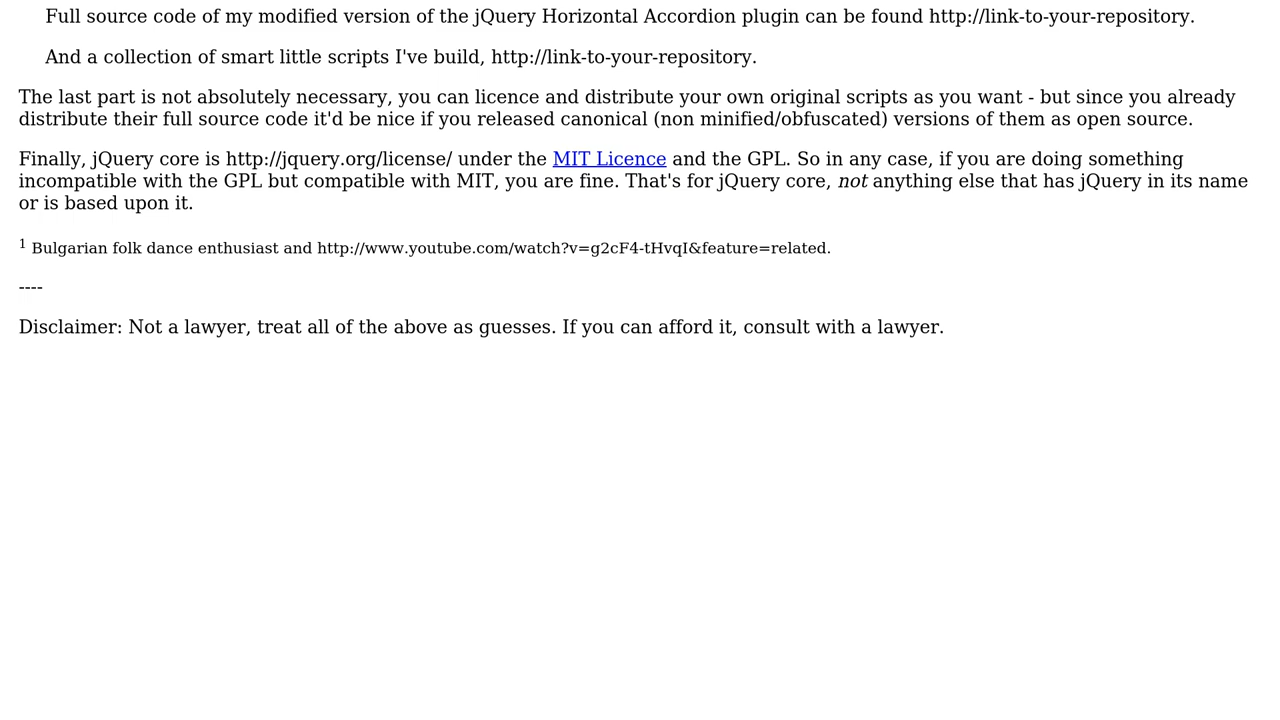 Full source code of my modified version of the jQuery Horizontal Accordion plugin can be found http://link-to-your-repository.
And a collection of smart little scripts I've build, http://link-to-your-repository.
The last part is not absolutely necessary, you can licence and distribute your own original scripts as you want - but since you already
distribute their full source code it'd be nice if you released canonical (non minified/obfuscated) versions of them as open source.
Finally, jQuery core is http://jquery.org/license/ under the MIT Licence and the GPL. So in any case, if you are doing something
incompatible with the GPL but compatible with MIT, you are fine. That's for jQuery core, not anything else that has jQuery in its name
or is based upon it.
1 Bulgarian folk dance enthusiast and http://www.youtube.com/watch?v=g2cF4-tHvqI&feature=related.
----
Disclaimer: Not a lawyer, treat all of the above as guesses. If you can afford it, consult with a lawyer.